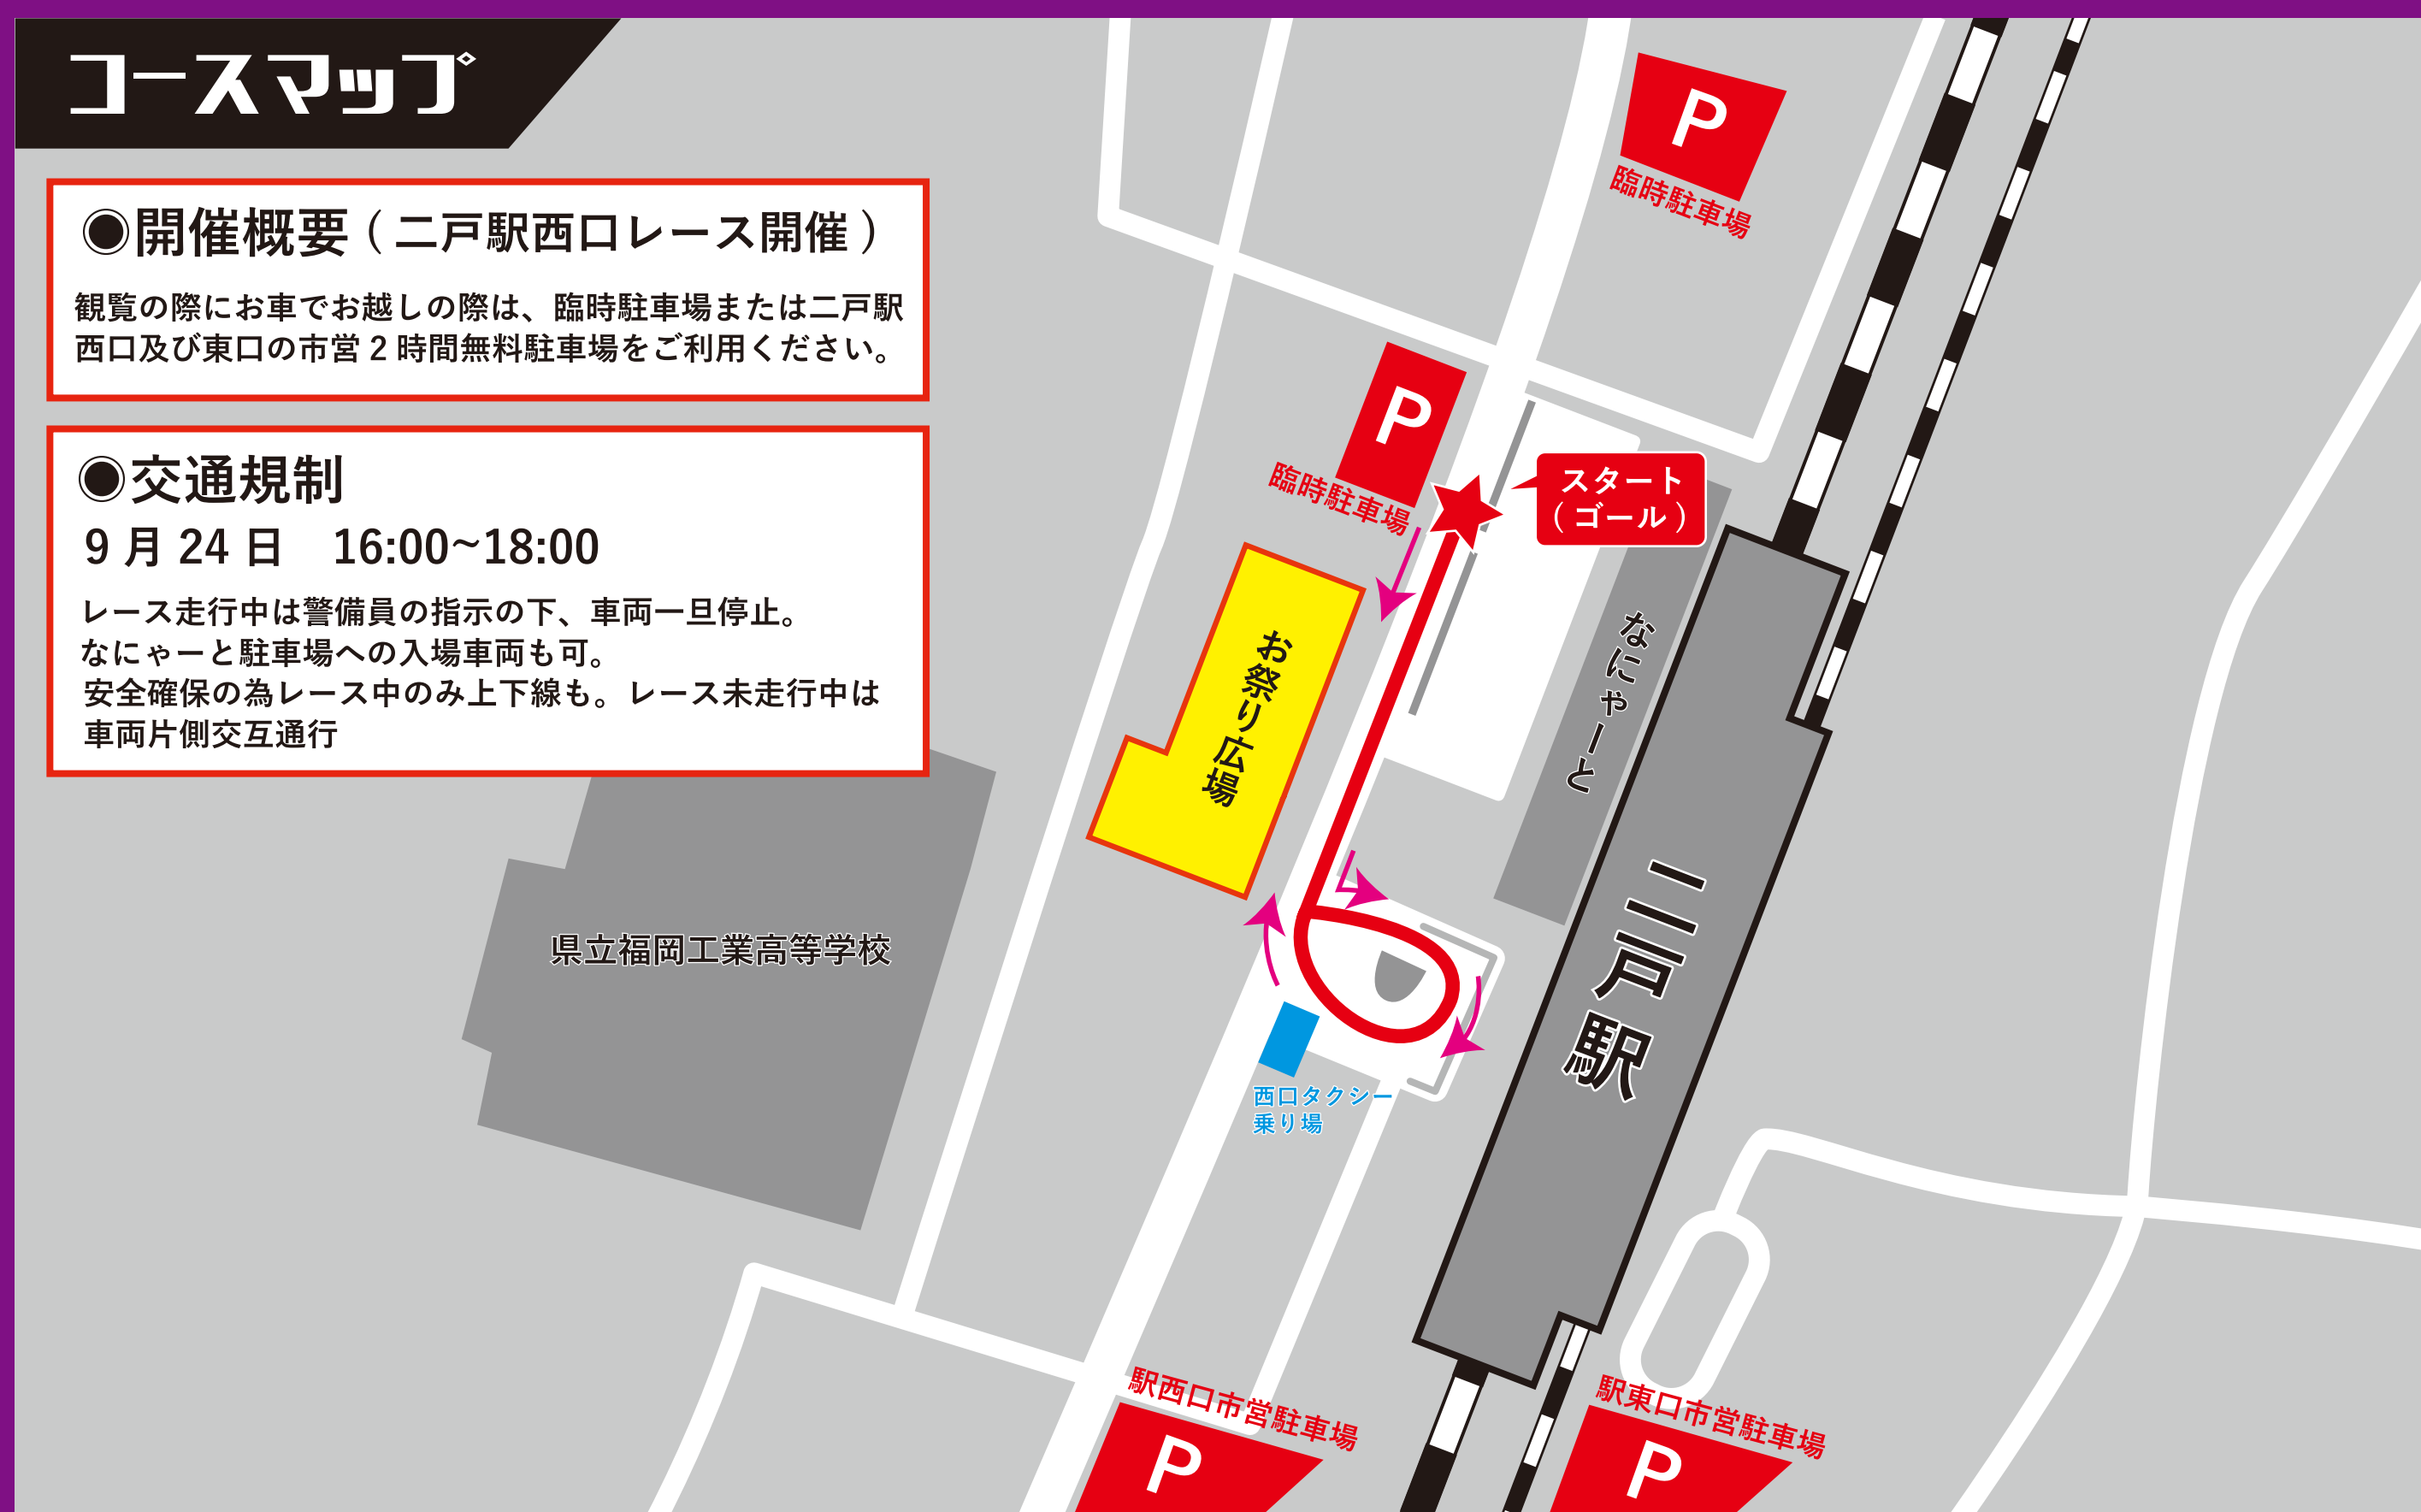 コースマップ
◉開催概要（二戸駅西口レース開催）
観覧の際にお車でお越しの際は、臨時駐車場または二戸駅
西口及び東口の市営2時間無料駐車場をご利用ください。
◉交通規制
9月24日　16:00~18:00
レース走行中は警備員の指示の下、車両一旦停止。
なにゃーと駐車場への入場車両も可。
安全確保の為レース中のみ上下線も。レース未走行中は
車両片側交互通行
P
臨時駐車場
P
臨時駐車場
スタート
（ゴール）
お祭り広場
なにゃーと
二戸駅
県立福岡工業高等学校
西口タクシー
乗り場
駅西口市営駐車場
P
駅東口市営駐車場
P